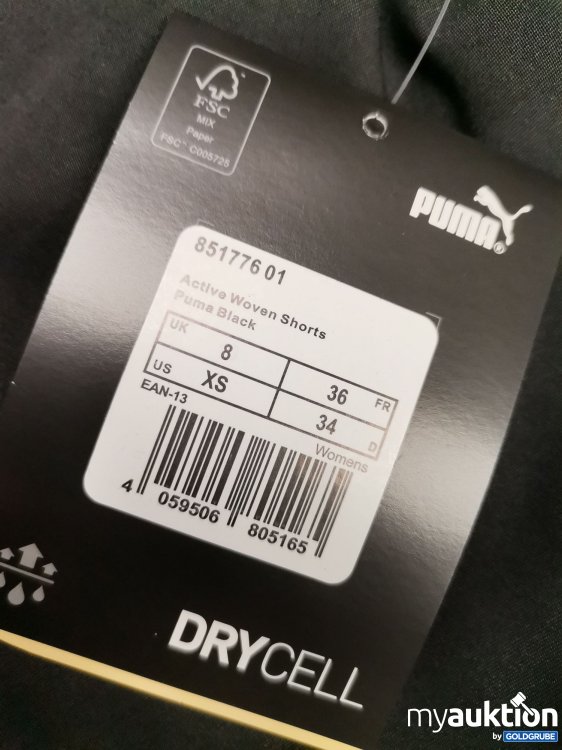 FSC
MIX
Paper
FSC™ C005725
PUMA
851776 01
Active Woven Shorts
Puma Black
UK 8 36 FR
US XS 34 D
EAN-13
Womens
4 059506 805165
DRYCELL
myauktion
by GOLDGRUBE